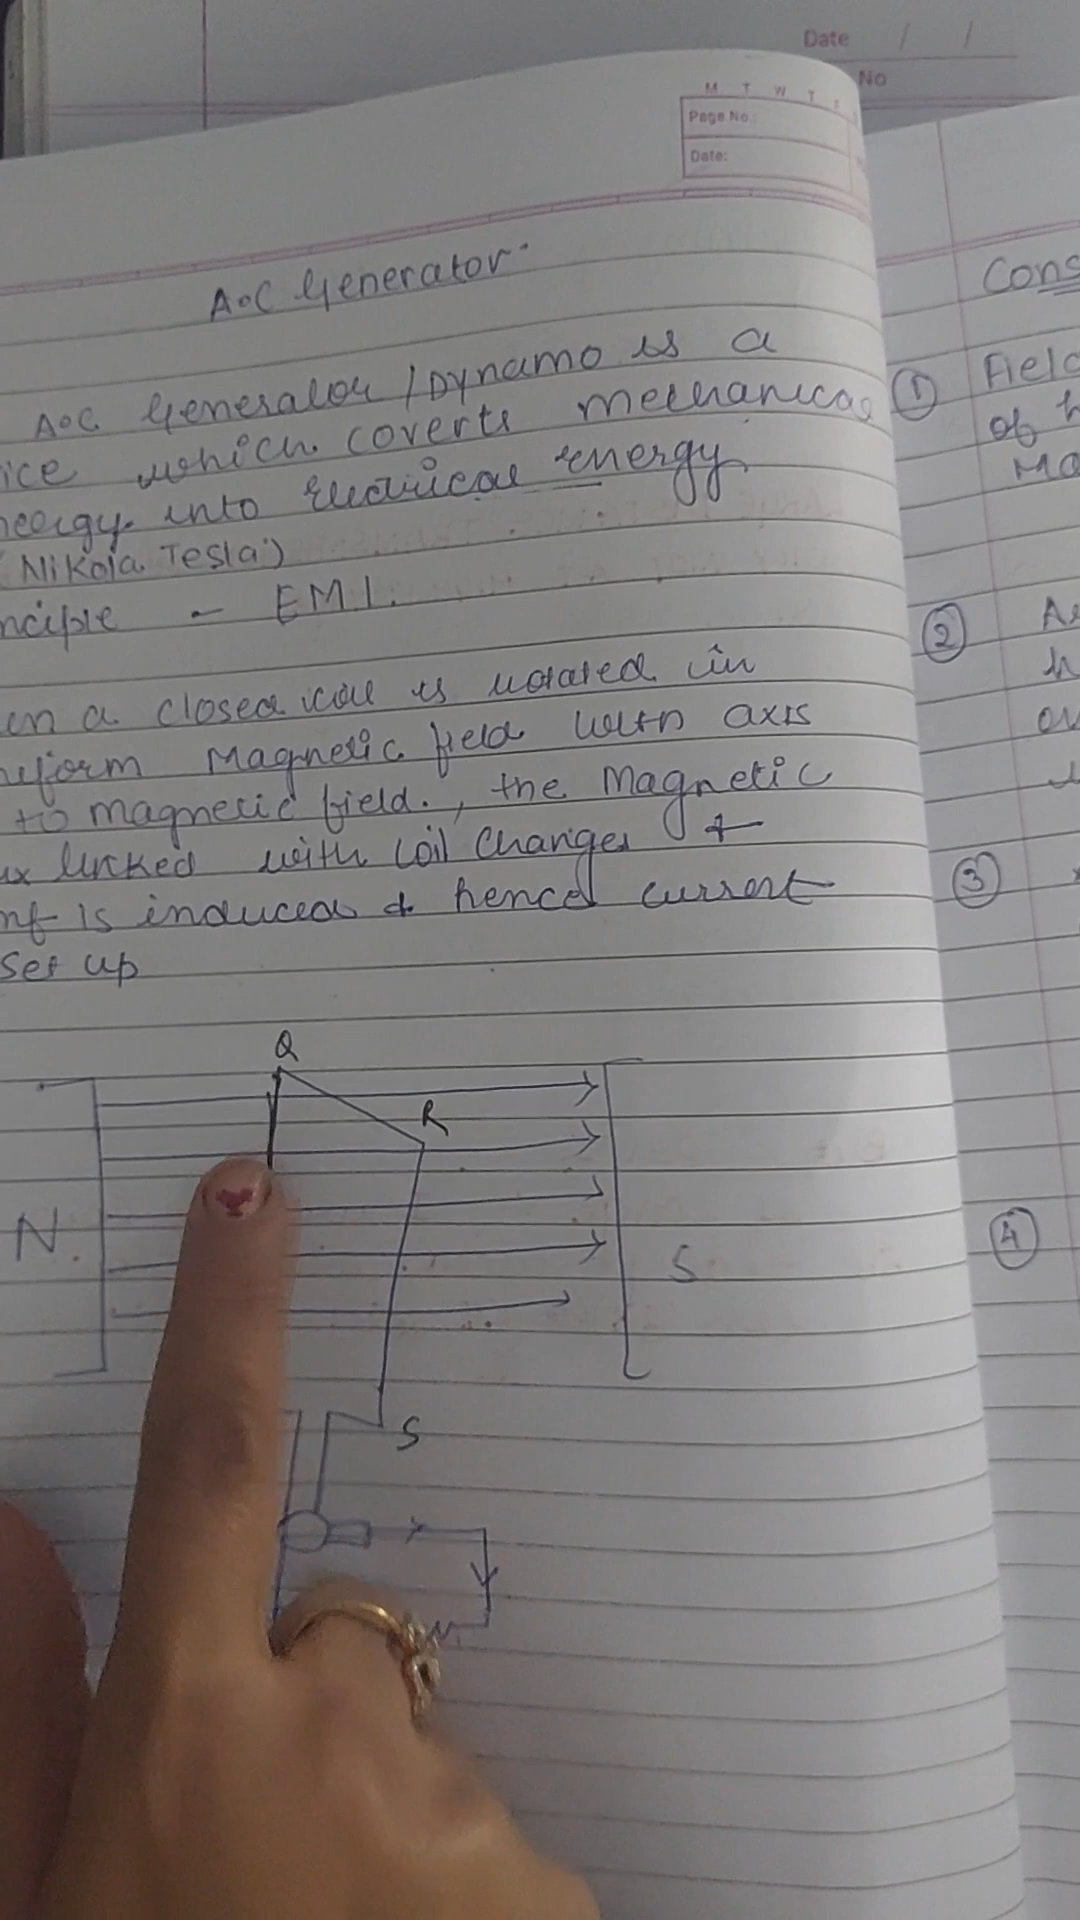 Date / /
No
M T W T F
Page No.:
Date:
A.C Generator
A.C. Generator / Dynamo is a
ice which coverts mechanical
neergy into Electrical energy
Nikola Tesla)
nciple - EMI.
en a closed coil is rotated in
niform Magnetic field with axis
to magnetic field., the Magnetic
ux linked with coil changes &
mf is induced & hence current
Set up
Q
R
N
S
S
Cons
① Field
of h
Ma
②
h
③
④